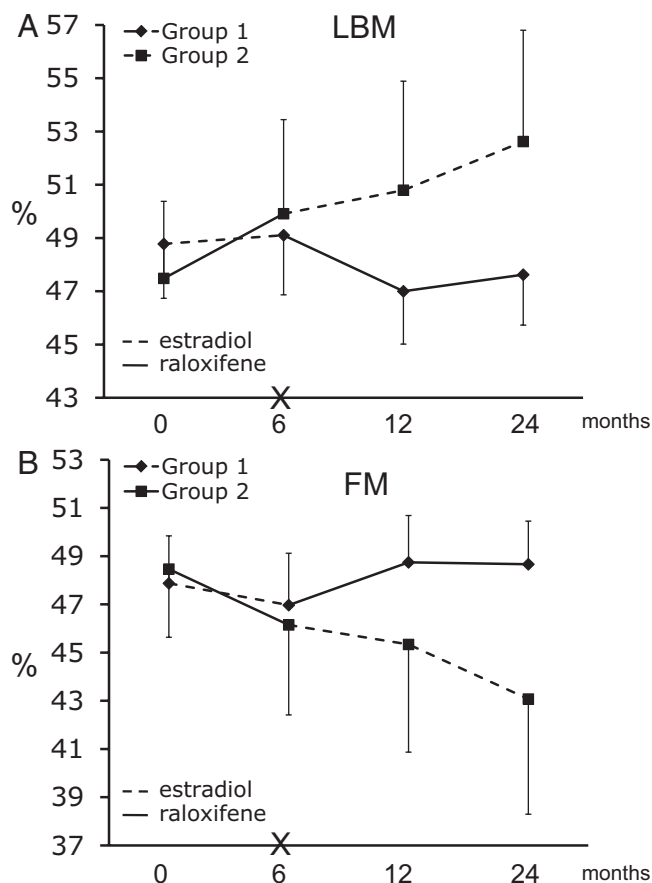 A
LBM
57
Group 1
Group 2
55
53
51
%
49
47
45
estradiol
raloxifene
43
X
0 6 12 24 months
B
FM
53
Group 1
Group 2
51
49
47
%
45
43
41
39
estradiol
raloxifene
37
X
0 6 12 24 months